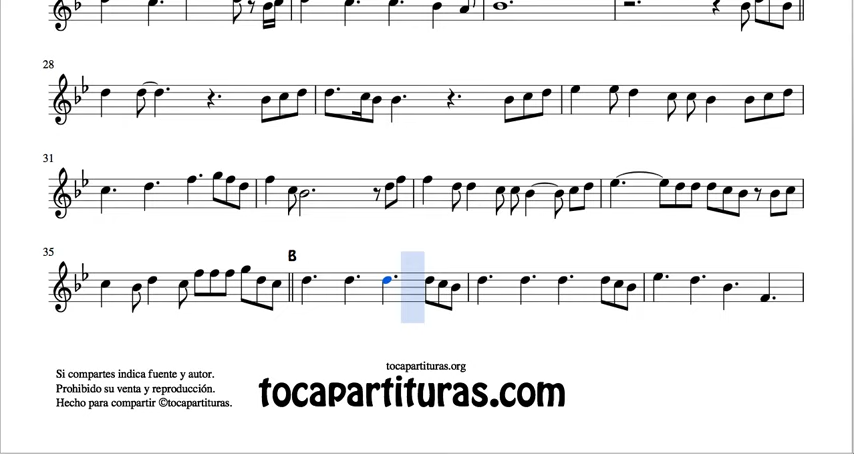 28
31
35
B
Si compartes indica fuente y autor.
Prohibido su venta y reproducción.
Hecho para compartir ©tocapartituras.
tocapartituras.org
tocapartituras.com